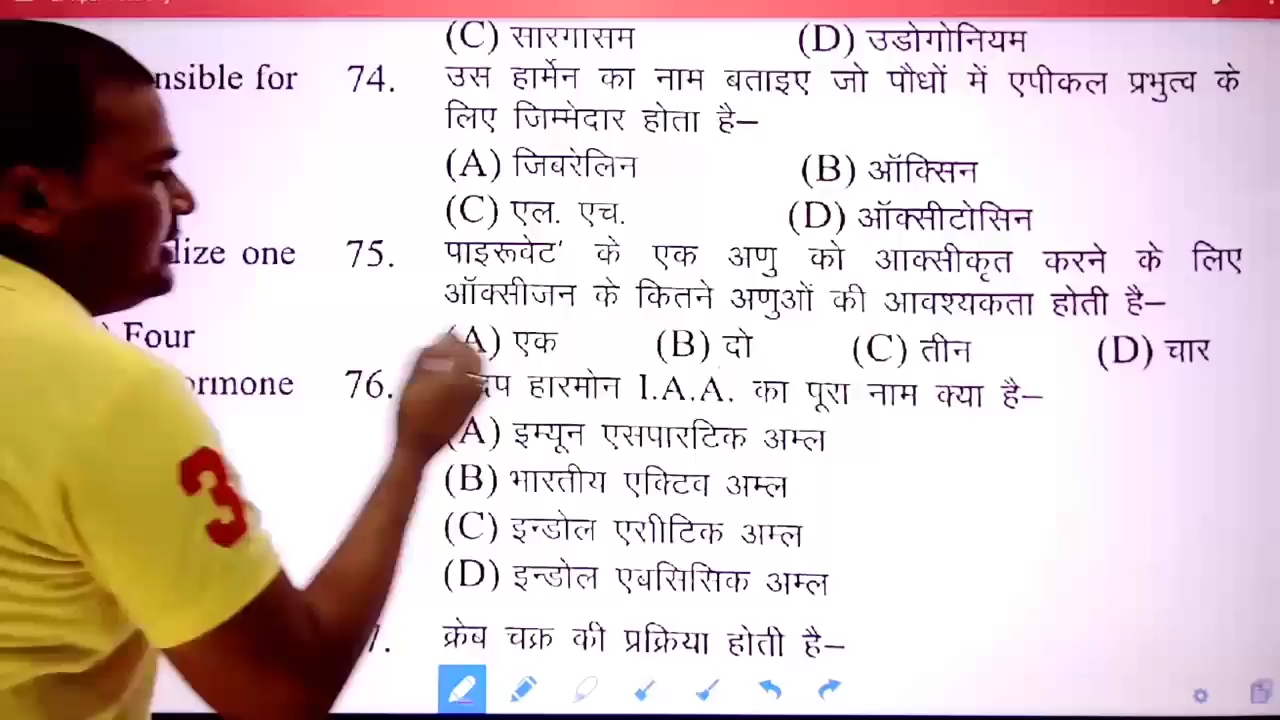 (C) सारगासम (D) उडोगोनियम
nsible for 74. उस हार्मेन का नाम बताइए जो पौधों में एपीकल प्रभुत्व के
लिए जिम्मेदार होता है–
(A) जिबरेलिन (B) ऑक्सिन
(C) एल. एच. (D) ऑक्सीटोसिन
lize one 75. पाइरूवेट' के एक अणु को आक्सीकृत करने के लिए
ऑक्सीजन के कितने अणुओं की आवश्यकता होती है–
Four (A) एक (B) दो (C) तीन (D) चार
ormone 76. हारमोन I.A.A. का पूरा नाम क्या है–
(A) इम्यून एसपारटिक अम्ल
(B) भारतीय एक्टिव अम्ल
(C) इन्डोल एसीटिक अम्ल
(D) इन्डोल एबसिसिक अम्ल
7. क्रेब चक्र की प्रक्रिया होती है–
3